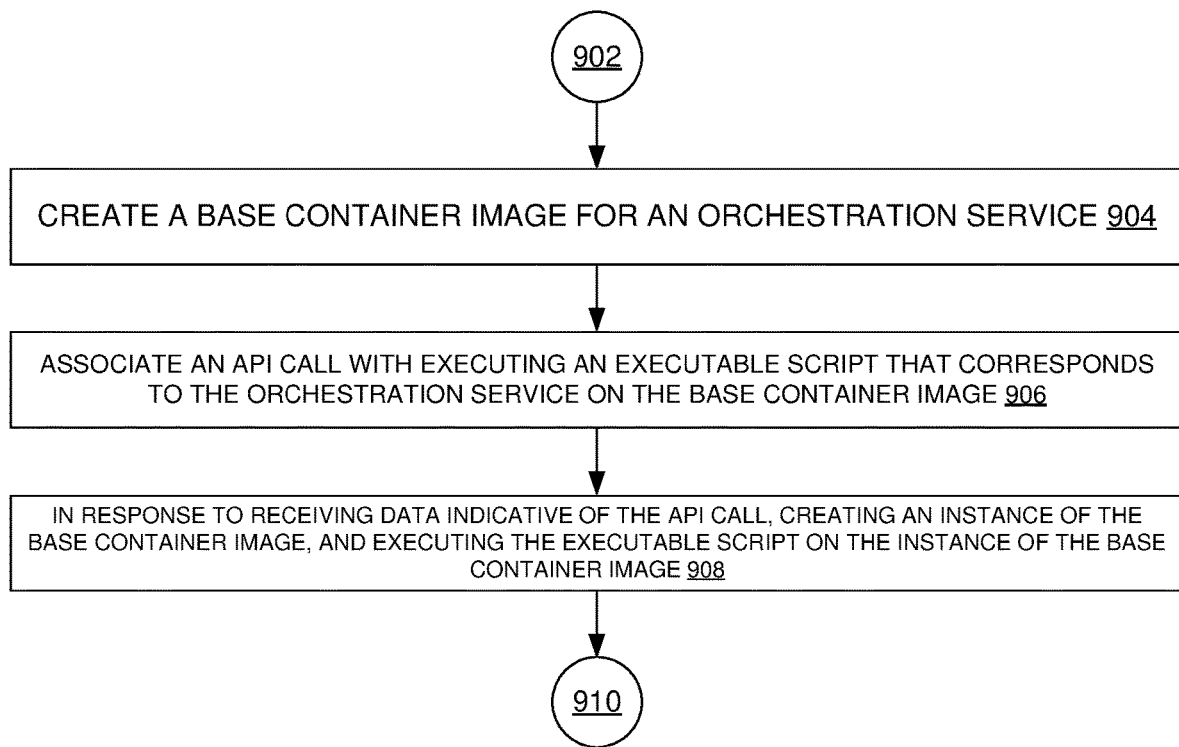 902
CREATE A BASE CONTAINER IMAGE FOR AN ORCHESTRATION SERVICE 904
ASSOCIATE AN API CALL WITH EXECUTING AN EXECUTABLE SCRIPT THAT CORRESPONDS
TO THE ORCHESTRATION SERVICE ON THE BASE CONTAINER IMAGE 906
IN RESPONSE TO RECEIVING DATA INDICATIVE OF THE API CALL, CREATING AN INSTANCE OF THE
BASE CONTAINER IMAGE, AND EXECUTING THE EXECUTABLE SCRIPT ON THE INSTANCE OF THE BASE
CONTAINER IMAGE 908
910